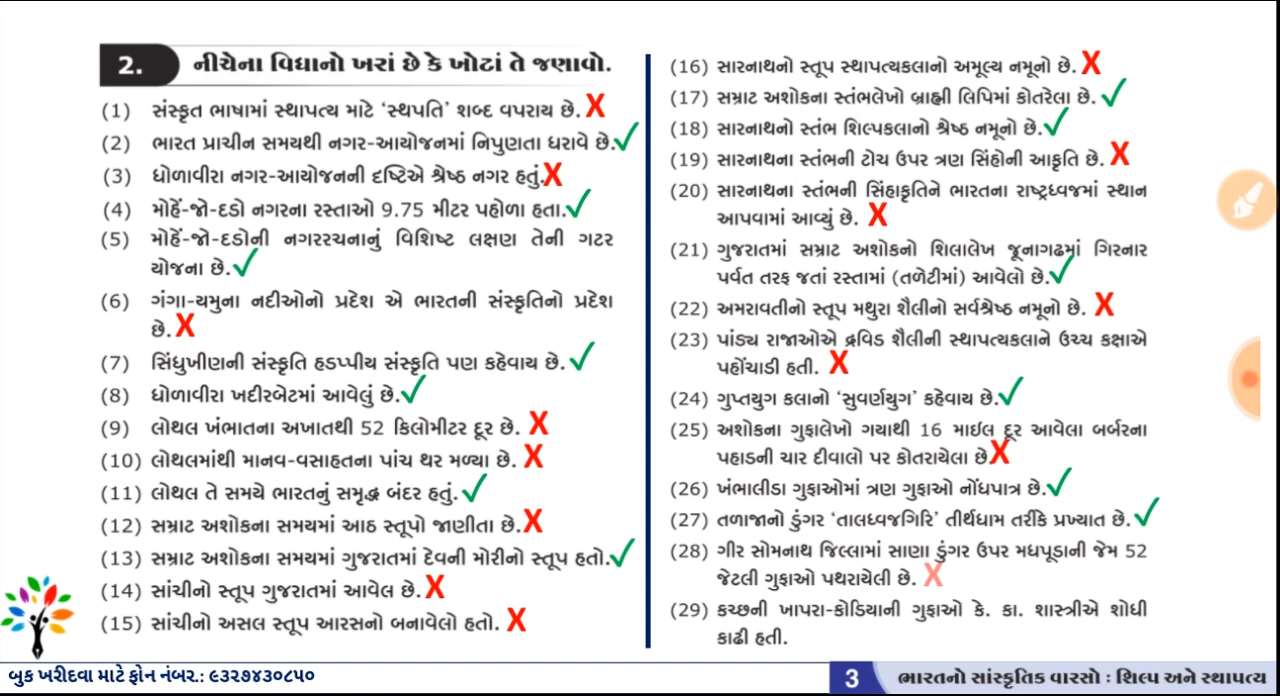 2. નીચેના વિધાનો ખરાં છે કે ખોટાં તે જણાવો.
(1) સંસ્કૃત ભાષામાં સ્થાપત્ય માટે ‘સ્થપતિ’ શબ્દ વપરાય છે. X
(2) ભારત પ્રાચીન સમયથી નગર-આયોજનમાં નિપુણતા ધરાવે છે. ✓
(3) ધોળાવીરા નગર-આયોજનની દૃષ્ટિએ શ્રેષ્ઠ નગર હતું. X
(4) મોહેં-જો-દડો નગરના રસ્તાઓ 9.75 મીટર પહોળા હતા. ✓
(5) મોહેં-જો-દડોની નગરરચનાનું વિશિષ્ટ લક્ષણ તેની ગટર
યોજના છે. ✓
(6) ગંગા-યમુના નદીઓનો પ્રદેશ એ ભારતની સંસ્કૃતિનો પ્રદેશ
છે. X
(7) સિંધુખીણની સંસ્કૃતિ હડપ્પીય સંસ્કૃતિ પણ કહેવાય છે. ✓
(8) ધોળાવીરા ખદીરબેટમાં આવેલું છે. ✓
(9) લોથલ ખંભાતના અખાતથી 52 કિલોમીટર દૂર છે. X
(10) લોથલમાંથી માનવ-વસાહતના પાંચ થર મળ્યા છે. X
(11) લોથલ તે સમયે ભારતનું સમૃદ્ધ બંદર હતું. ✓
(12) સમ્રાટ અશોકના સમયમાં આઠ સ્તૂપો જાણીતા છે. X
(13) સમ્રાટ અશોકના સમયમાં ગુજરાતમાં દેવની મોરીનો સ્તૂપ હતો. ✓
(14) સાંચીનો સ્તૂપ ગુજરાતમાં આવેલ છે. X
(15) સાંચીનો અસલ સ્તૂપ આરસનો બનાવેલો હતો. X
(16) સારનાથનો સ્તૂપ સ્થાપત્યકલાનો અમૂલ્ય નમૂનો છે. X
(17) સમ્રાટ અશોકના સ્તંભલેખો બ્રાહ્મી લિપિમાં કોતરેલા છે. ✓
(18) સારનાથનો સ્તંભ શિલ્પકલાનો શ્રેષ્ઠ નમૂનો છે. ✓
(19) સારનાથના સ્તંભની ટોચ ઉપર ત્રણ સિંહોની આકૃતિ છે. X
(20) સારનાથના સ્તંભની સિંહાકૃતિને ભારતના રાષ્ટ્રધ્વજમાં સ્થાન
આપવામાં આવ્યું છે. X
(21) ગુજરાતમાં સમ્રાટ અશોકનો શિલાલેખ જૂનાગઢમાં ગિરનાર
પર્વત તરફ જતાં રસ્તામાં (તળેટીમાં) આવેલો છે. ✓
(22) અમરાવતીનો સ્તૂપ મથુરા શૈલીનો સર્વશ્રેષ્ઠ નમૂનો છે. X
(23) પાંડ્ય રાજાઓએ દ્રવિડ શૈલીની સ્થાપત્યકલાને ઉચ્ચ કક્ષાએ
પહોંચાડી હતી. X
(24) ગુપ્તયુગ કલાનો ‘સુવર્ણયુગ’ કહેવાય છે. ✓
(25) અશોકના ગુફાલેખો ગયાથી 16 માઈલ દૂર આવેલા બર્બરના
પહાડની ચાર દીવાલો પર કોતરાયેલા છે. X
(26) ખંભાલીડા ગુફાઓમાં ત્રણ ગુફાઓ નોંધપાત્ર છે. ✓
(27) તળાજાનો ડુંગર ‘તાલધ્વજગિરિ’ તીર્થધામ તરીકે પ્રખ્યાત છે. ✓
(28) ગીર સોમનાથ જિલ્લામાં સાણા ડુંગર ઉપર મધપૂડાની જેમ 52
જેટલી ગુફાઓ પથરાયેલી છે. X
(29) કચ્છની ખાપરા-કોડિયાની ગુફાઓ કે. કા. શાસ્ત્રીએ શોધી
કાઢી હતી.
બુક ખરીદવા માટે ફોન નંબર.: ૯૩૨૭૪૩૦૮૫૦
3 ભારતનો સાંસ્કૃતિક વારસો : શિલ્પ અને સ્થાપત્ય